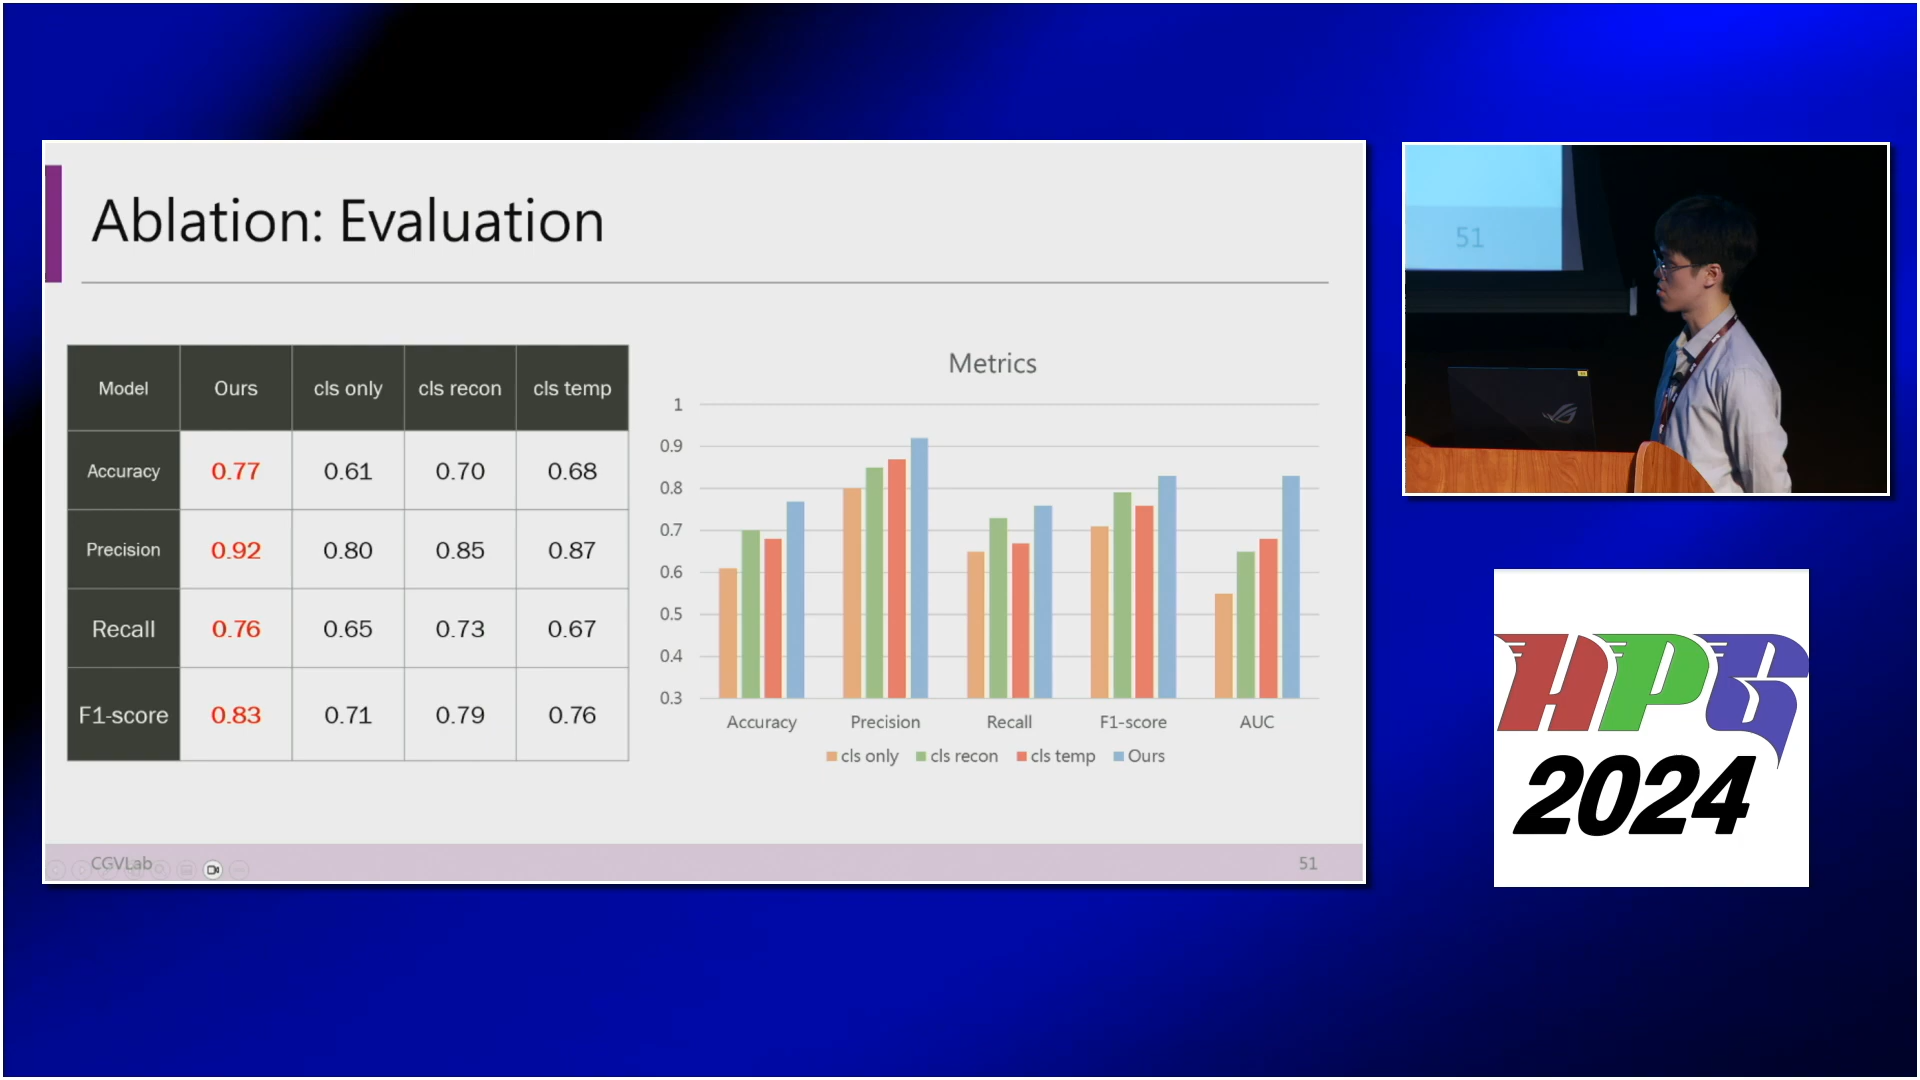 Ablation: Evaluation
Model Ours cls only cls recon cls temp
Accuracy 0.77 0.61 0.70 0.68
Precision 0.92 0.80 0.85 0.87
Recall 0.76 0.65 0.73 0.67
F1-score 0.83 0.71 0.79 0.76
Metrics
1
0.9
0.8
0.7
0.6
0.5
0.4
0.3
Accuracy Precision Recall F1-score AUC
cls only cls recon cls temp Ours
CGVLab 51
51
HPG
2024